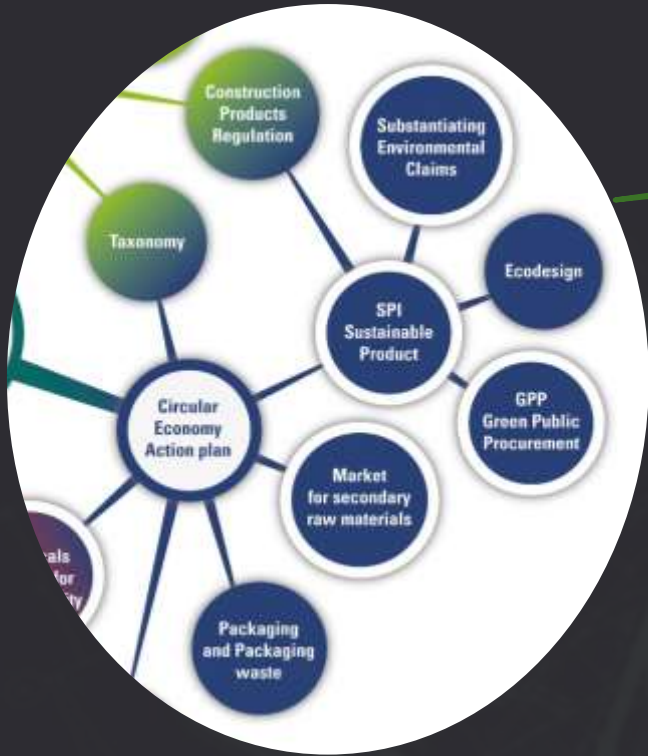 Construction
Products
Regulation
Substantiating
Environmental
Claims
Taxonomy
Ecodesign
SPI
Sustainable
Product
GPP
Green Public
Procurement
Circular
Economy
Action plan
Market
for secondary
raw materials
Packaging
and Packaging
waste